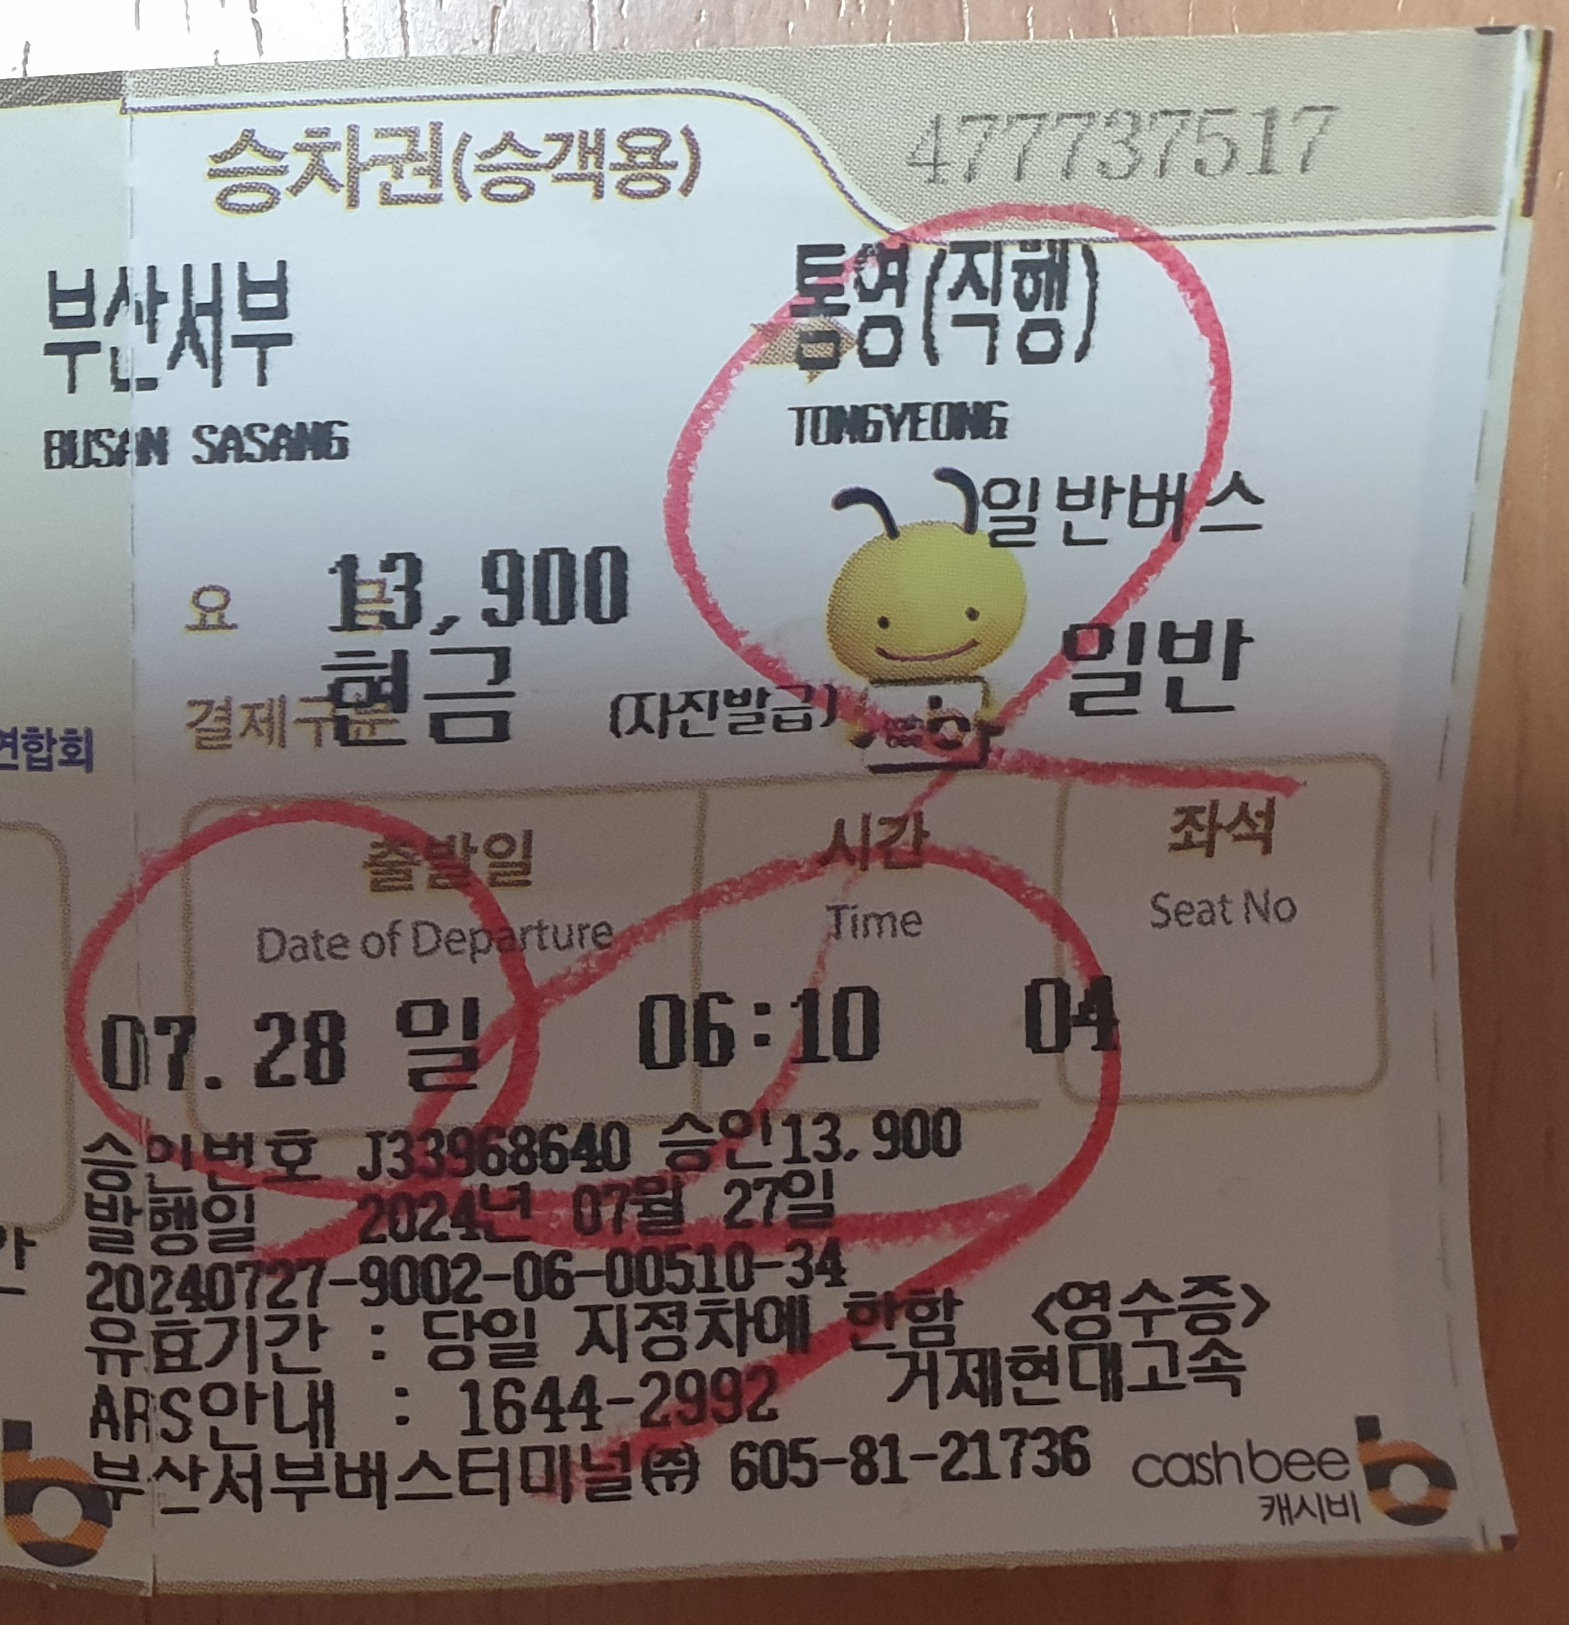 승차권(승객용)
477737517
부산서부
통영(직행)
BUSAN SASANG
TONGYEONG
일반버스
요금 13,900
일반
결제구분 현금 (자진발급)
연합회
출발일 시간 좌석
Date of Departure Time Seat No
07.28 일 06:10 04
승인번호 J33968640 승인13,900
발행일 2024년 07월 27일
20240727-9002-06-00510-34
유효기간 : 당일 지정차에 한함 <영수증>
ARS안내 : 1644-2992 거제현대고속
부산서부버스터미널㈜ 605-81-21736
cashbee
캐시비